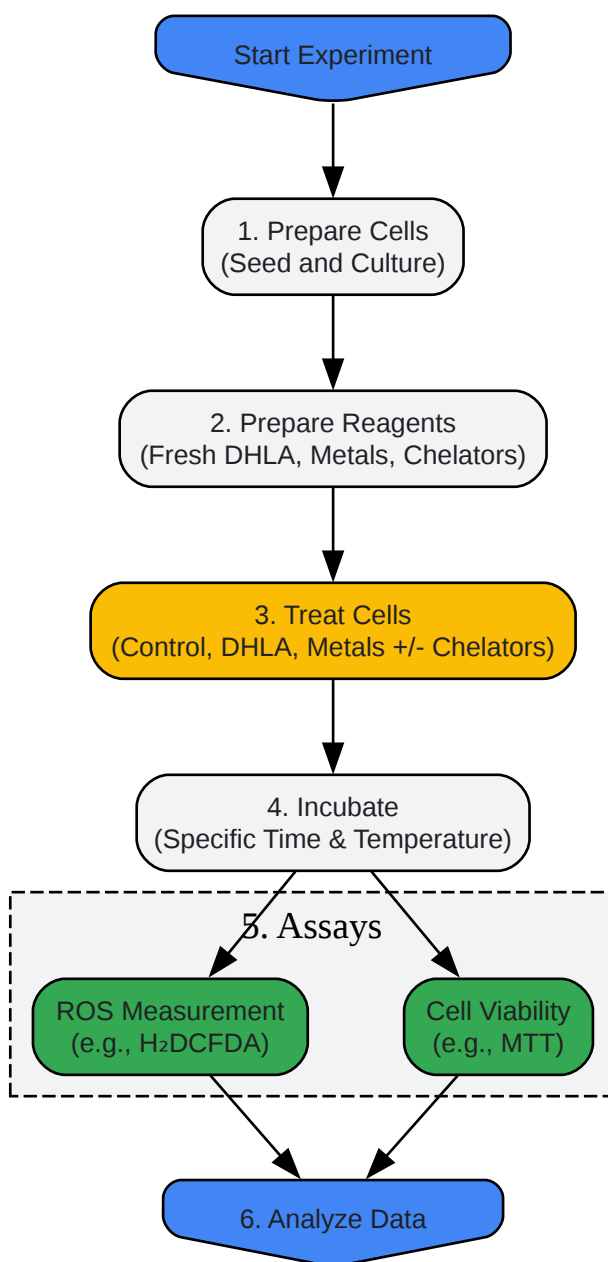 Start Experiment
1. Prepare Cells
(Seed and Culture)
2. Prepare Reagents
(Fresh DHLA, Metals, Chelators)
3. Treat Cells
(Control, DHLA, Metals +/- Chelators)
4. Incubate
(Specific Time & Temperature)
5. Assays
ROS Measurement
(e.g., H₂DCFDA)
Cell Viability
(e.g., MTT)
6. Analyze Data